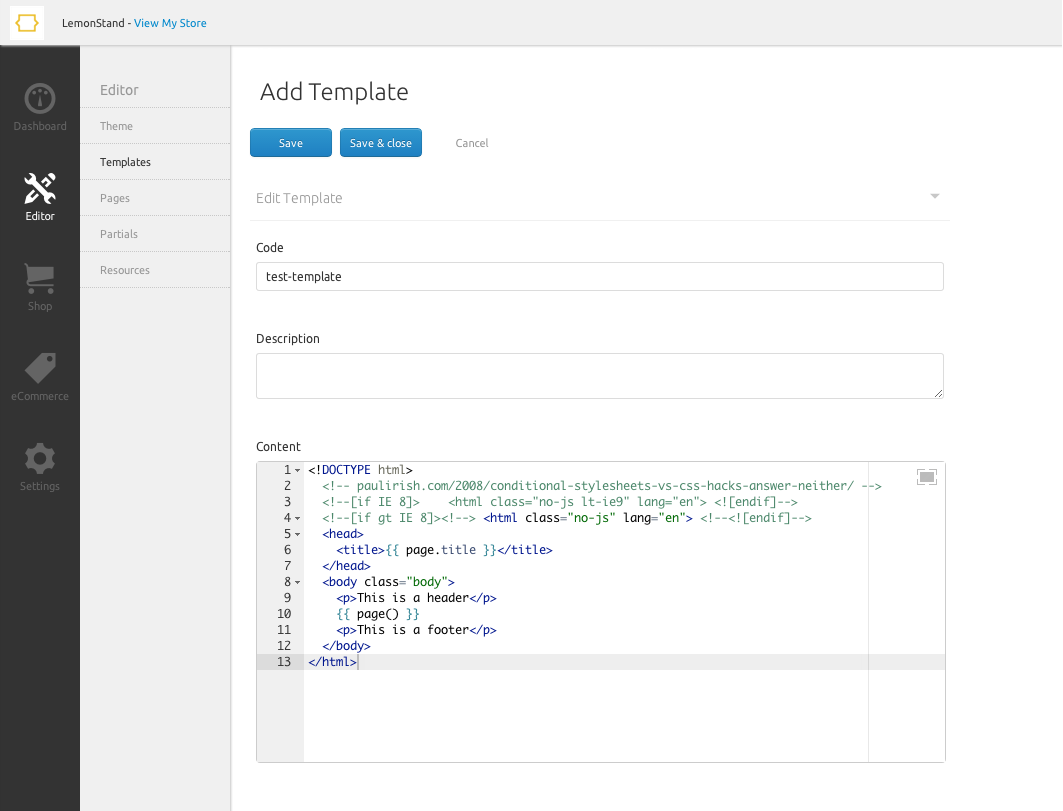 LemonStand - View My Store
Dashboard
Editor
Shop
eCommerce
Settings
Editor
Theme
Templates
Pages
Partials
Resources
Add Template
Save Save & close Cancel
Edit Template
Code
test-template
Description
Content
1 <!DOCTYPE html>
2 <!-- paulirish.com/2008/conditional-stylesheets-vs-css-hacks-answer-neither/ -->
3 <!--[if IE 8]>    <html class="no-js lt-ie9" lang="en"> <![endif]-->
4 <!--[if gt IE 8]><!--> <html class="no-js" lang="en"> <!--<![endif]-->
5 <head>
6 <title>{{ page.title }}</title>
7 </head>
8 <body class="body">
9 <p>This is a header</p>
10 {{ page() }}
11 <p>This is a footer</p>
12 </body>
13 </html>